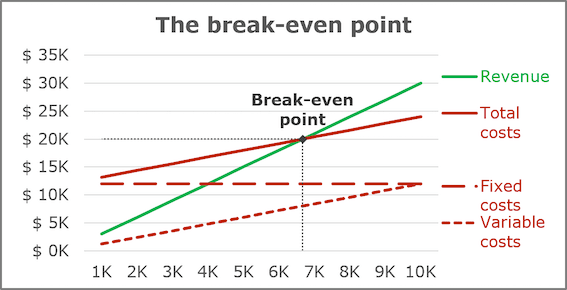 The break-even point
$ 35K
$ 30K
$ 25K
$ 20K
$ 15K
$ 10K
$ 5K
$ 0K
Break-even
point
1K 2K 3K 4K 5K 6K 7K 8K 9K 10K
Revenue
Total
costs
Fixed
costs
Variable
costs